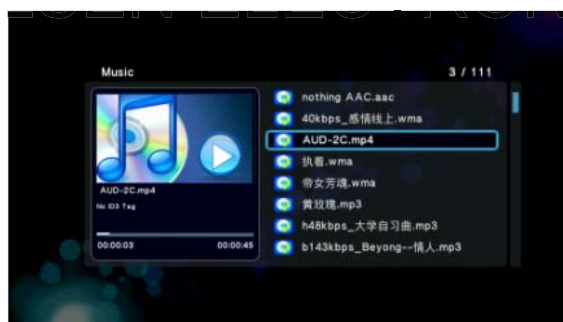 Music
3 / 111
nothing AAC.aac
40kbps_感情线上.wma
AUD-2C.mp4
执着.wma
帝女芳魂.wma
黄玫瑰.mp3
h48kbps_大学自习曲.mp3
b143kbps_Beyong--情人.mp3
AUD-2C.mp4
No ID3 Tag
00:00:03
00:00:45